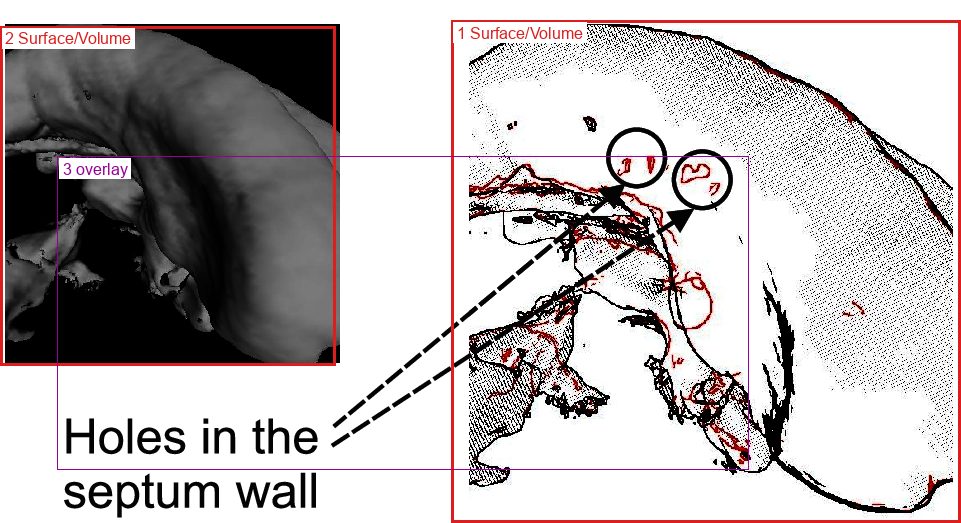 2 Surface/Volume
1 Surface/Volume
3 overlay
Holes in the
septum wall